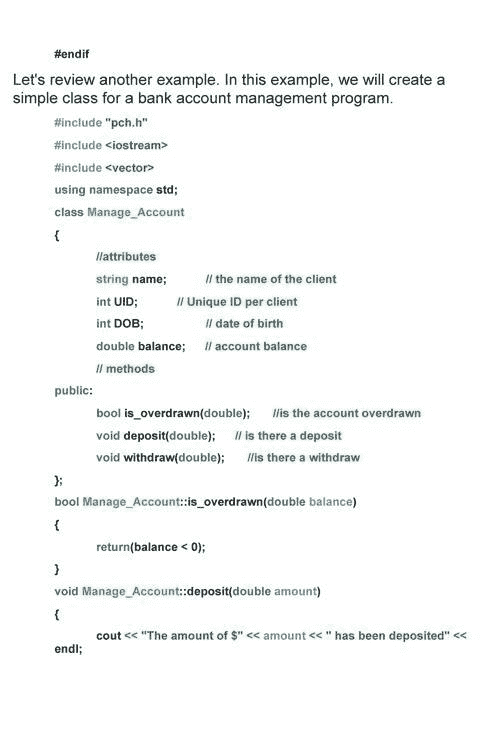 #endif
Let's review another example. In this example, we will create a
simple class for a bank account management program.
#include "pch.h"
#include <iostream>
#include <vector>
using namespace std;
class Manage_Account
{
//attributes
string name; // the name of the client
int UID; // Unique ID per client
int DOB; // date of birth
double balance; // account balance
// methods
public:
bool is_overdrawn(double); //is the account overdrawn
void deposit(double); // is there a deposit
void withdraw(double); //is there a withdraw
};
bool Manage_Account::is_overdrawn(double balance)
{
return(balance < 0);
}
void Manage_Account::deposit(double amount)
{
cout << "The amount of $" << amount << " has been deposited" <<
endl;